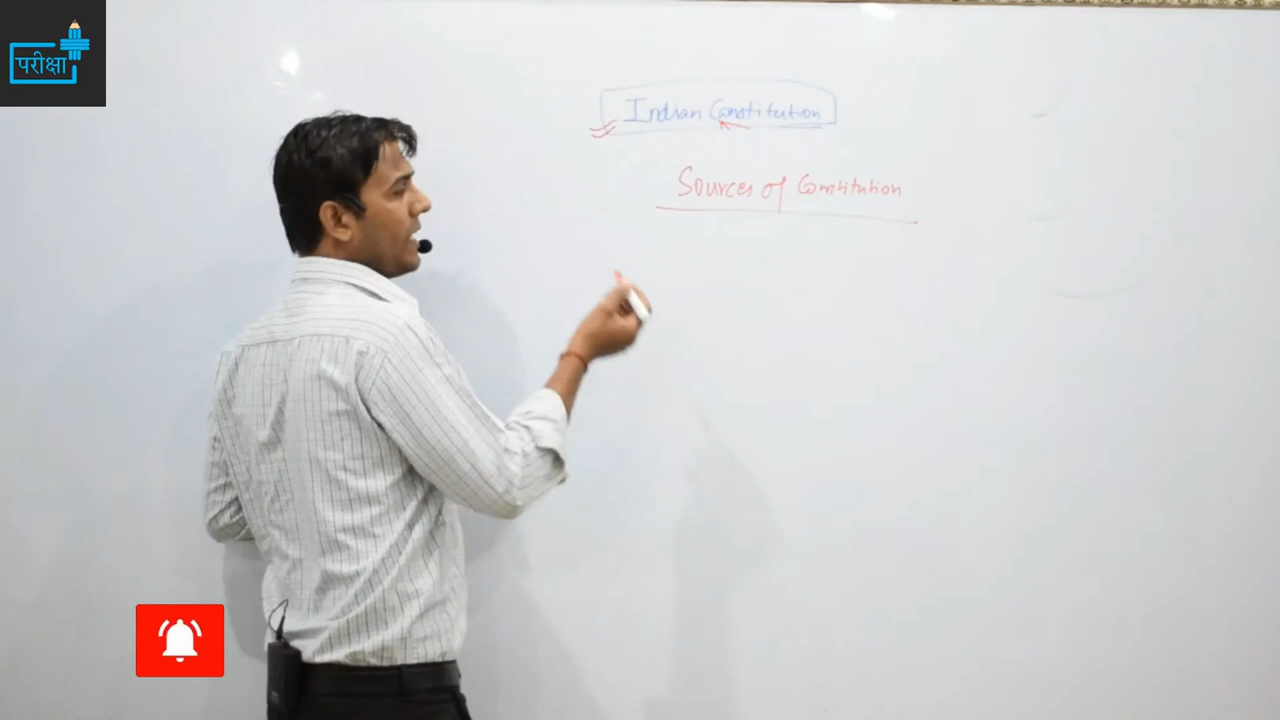 परीक्षा
Indian Constitution
Sources of Constitution